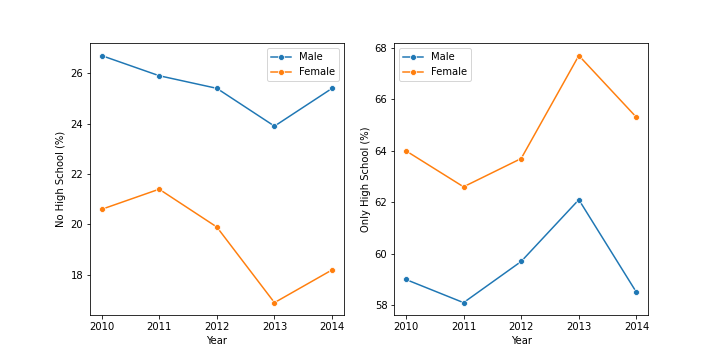 Male
Female
26
24
22
20
18
No High School (%)
2010 2011 2012 2013 2014
Year
Male
Female
68
66
64
62
60
58
Only High School (%)
2010 2011 2012 2013 2014
Year